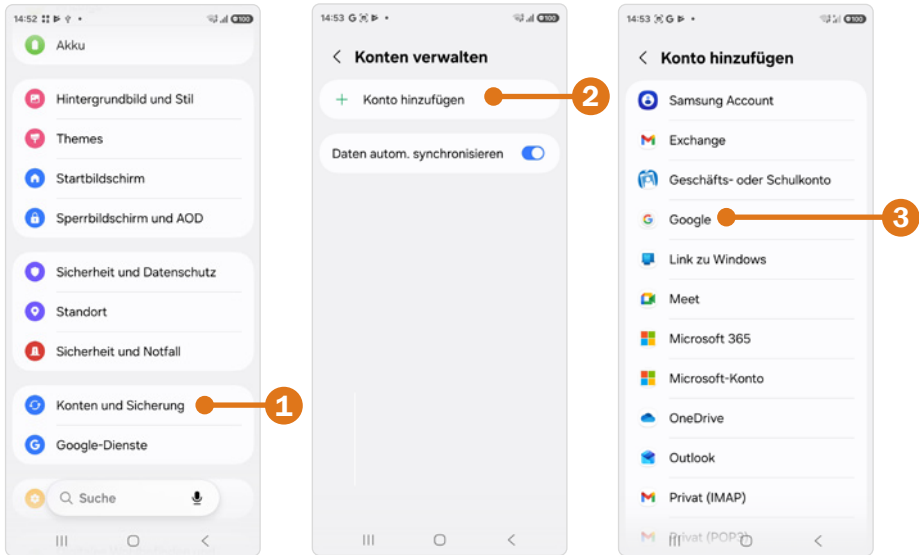 14:52
100
Akku
Hintergrundbild und Stil
Themes
Startbildschirm
Sperrbildschirm und AOD
Sicherheit und Datenschutz
Standort
Sicherheit und Notfall
Konten und Sicherung
1
Google-Dienste
Suche
14:53 G
100
Konten verwalten
Konto hinzufügen
2
Daten autom. synchronisieren
14:53 G
100
Konto hinzufügen
Samsung Account
Exchange
Geschäfts- oder Schulkonto
Google
3
Link zu Windows
Meet
Microsoft 365
Microsoft-Konto
OneDrive
Outlook
Privat (IMAP)
Privat (POP3)